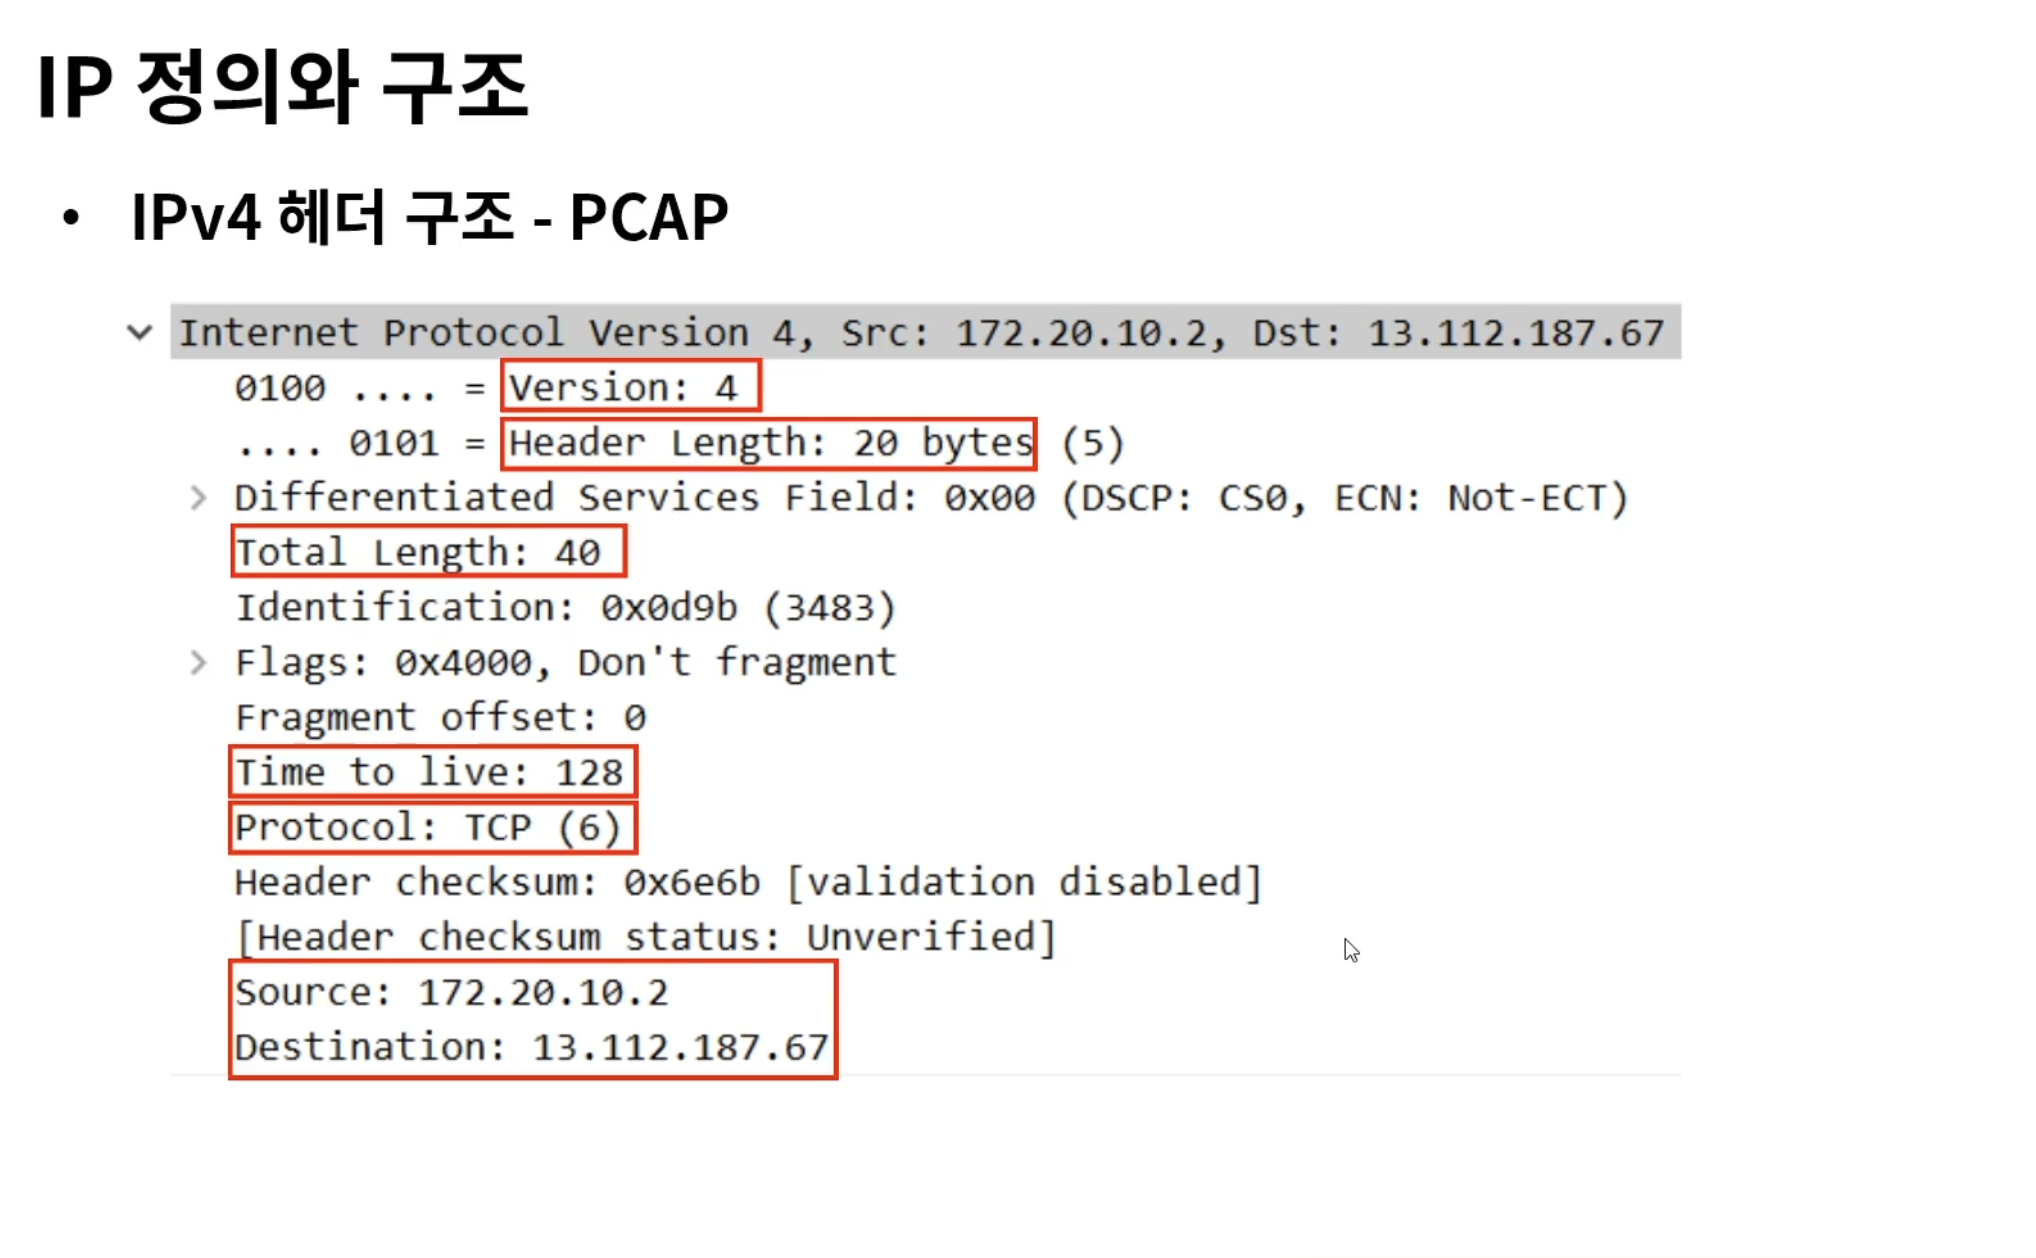 IP 정의와 구조
• IPv4 헤더 구조 - PCAP
Internet Protocol Version 4, Src: 172.20.10.2, Dst: 13.112.187.67
0100 .... = Version: 4
.... 0101 = Header Length: 20 bytes (5)
Differentiated Services Field: 0x00 (DSCP: CS0, ECN: Not-ECT)
Total Length: 40
Identification: 0x0d9b (3483)
Flags: 0x4000, Don't fragment
Fragment offset: 0
Time to live: 128
Protocol: TCP (6)
Header checksum: 0x6e6b [validation disabled]
[Header checksum status: Unverified]
Source: 172.20.10.2
Destination: 13.112.187.67